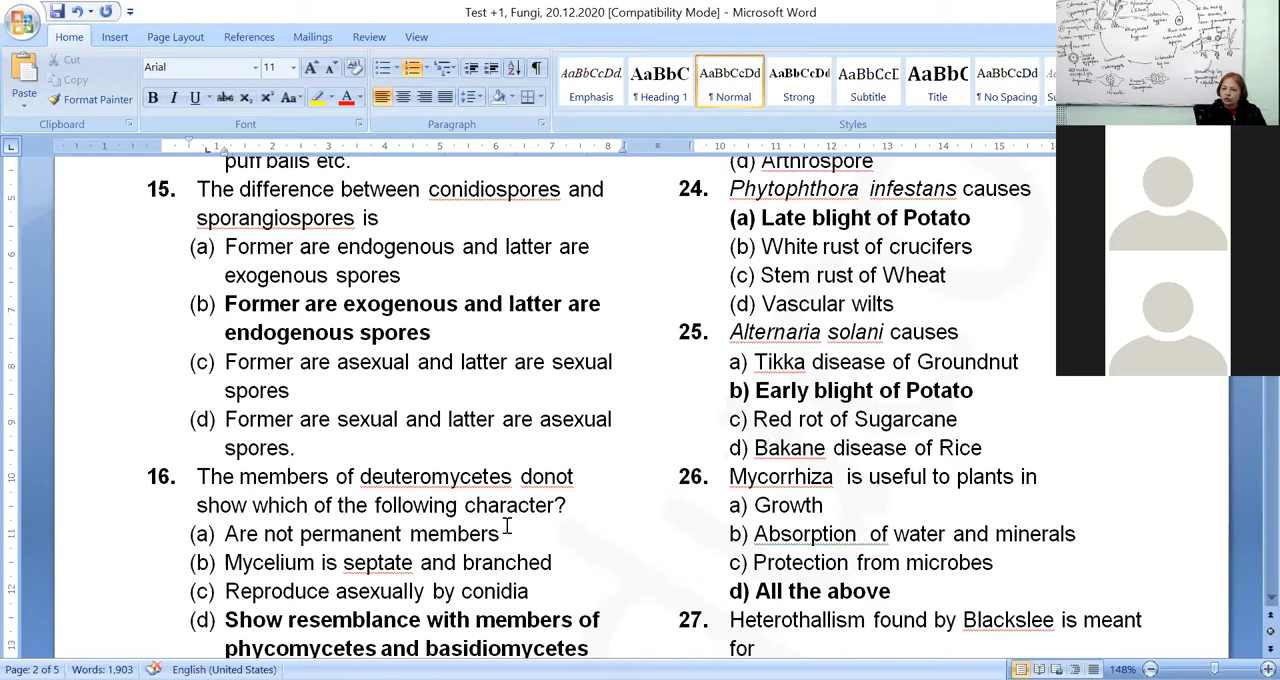 Test +1, Fungi, 20.12.2020 [Compatibility Mode] - Microsoft Word
Home Insert Page Layout References Mailings Review View
Paste
Cut
Copy
Format Painter
Clipboard
Arial 11
Font
Paragraph
AaBbCcDd AaBbC AaBbCcDd AaBbCcDd AaBbCcD AaBbC AaBbCcDd
Emphasis ¶ Heading 1 ¶ Normal Strong Subtitle Title ¶ No Spacing
Styles
puff balls etc.
15. The difference between conidiospores and
sporangiospores is
(a) Former are endogenous and latter are
exogenous spores
(b) Former are exogenous and latter are
endogenous spores
(c) Former are asexual and latter are sexual
spores
(d) Former are sexual and latter are asexual
spores.
16. The members of deuteromycetes donot
show which of the following character?
(a) Are not permanent members
(b) Mycelium is septate and branched
(c) Reproduce asexually by conidia
(d) Show resemblance with members of
phycomycetes and basidiomycetes
(d) Arthrospore
24. Phytophthora infestans causes
(a) Late blight of Potato
(b) White rust of crucifers
(c) Stem rust of Wheat
(d) Vascular wilts
25. Alternaria solani causes
a) Tikka disease of Groundnut
b) Early blight of Potato
c) Red rot of Sugarcane
d) Bakane disease of Rice
26. Mycorrhiza is useful to plants in
a) Growth
b) Absorption of water and minerals
c) Protection from microbes
d) All the above
27. Heterothallism found by Blackslee is meant
for
Page: 2 of 5 Words: 1,903 English (United States) 148%